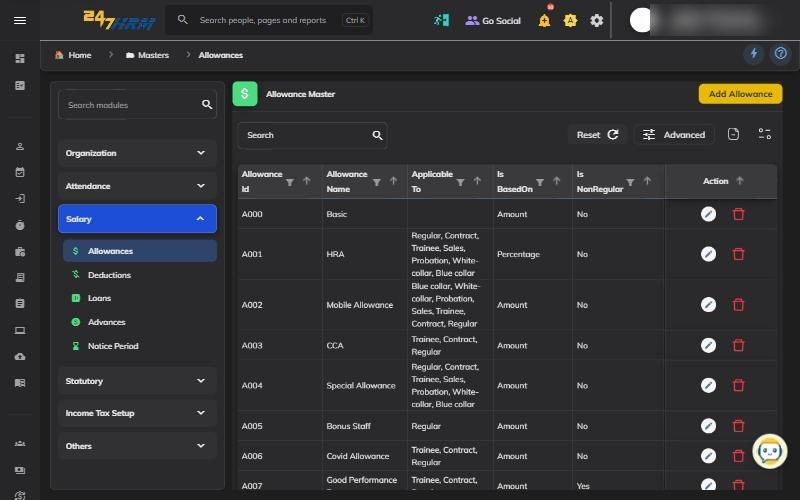 247HRM
Search people, pages and reports
Ctrl K
Go Social
Home
Masters
Allowances
Search modules
Organization
Attendance
Salary
Allowances
Deductions
Loans
Advances
Notice Period
Statutory
Income Tax Setup
Others
Allowance Master
Add Allowance
Search
Reset
Advanced
Allowance Id
Allowance Name
Applicable To
Is BasedOn
Is NonRegular
Action
A000
Basic
Amount
No
A001
HRA
Regular, Contract,
Trainee, Sales,
Probation, White-
collar, Blue collar
Percentage
No
A002
Mobile Allowance
Blue collar, White-
collar, Probation,
Sales, Trainee,
Contract, Regular
Amount
No
A003
CCA
Trainee, Contract,
Regular
Amount
No
A004
Special Allowance
Regular, Contract,
Trainee, Sales,
Probation, White-
collar, Blue collar
Amount
No
A005
Bonus Staff
Regular
Amount
No
A006
Covid Allowance
Trainee, Contract,
Regular
Amount
No
A007
Good Performance
Trainee, Contract,
Amount
Yes